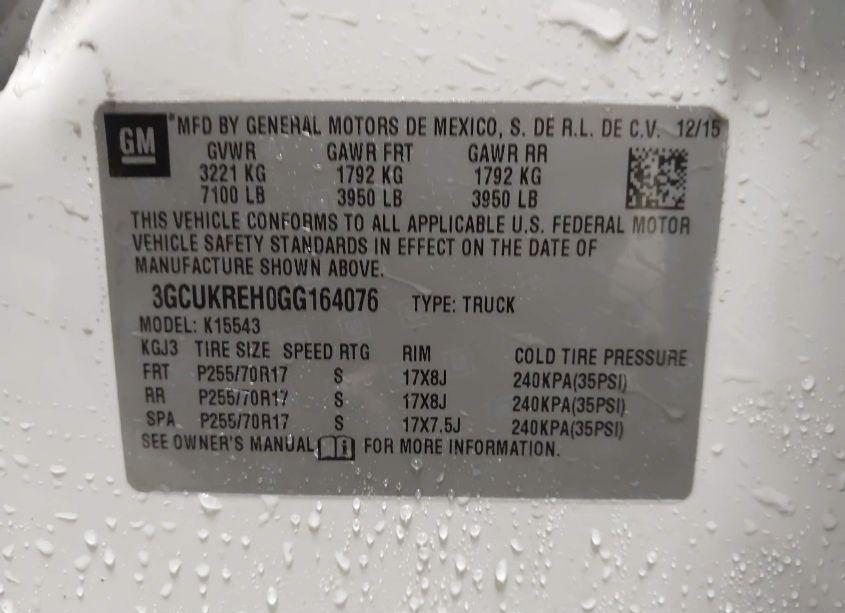 GM *MFD BY GENERAL MOTORS DE MEXICO, S. DE R.L. DE C.V. 12/15
GVWR GAWR FRT GAWR RR
3221 KG 1792 KG 1792 KG
7100 LB 3950 LB 3950 LB
THIS VEHICLE CONFORMS TO ALL APPLICABLE U.S. FEDERAL MOTOR
VEHICLE SAFETY STANDARDS IN EFFECT ON THE DATE OF
MANUFACTURE SHOWN ABOVE.
3GCUKREH0GG164076 TYPE: TRUCK
MODEL: K15543
KGJ3 TIRE SIZE SPEED RTG RIM COLD TIRE PRESSURE
FRT P255/70R17 S 17X8J 240KPA(35PSI)
RR P255/70R17 S 17X8J 240KPA(35PSI)
SPA P255/70R17 S 17X7.5J 240KPA(35PSI)
SEE OWNER'S MANUAL i FOR MORE INFORMATION.